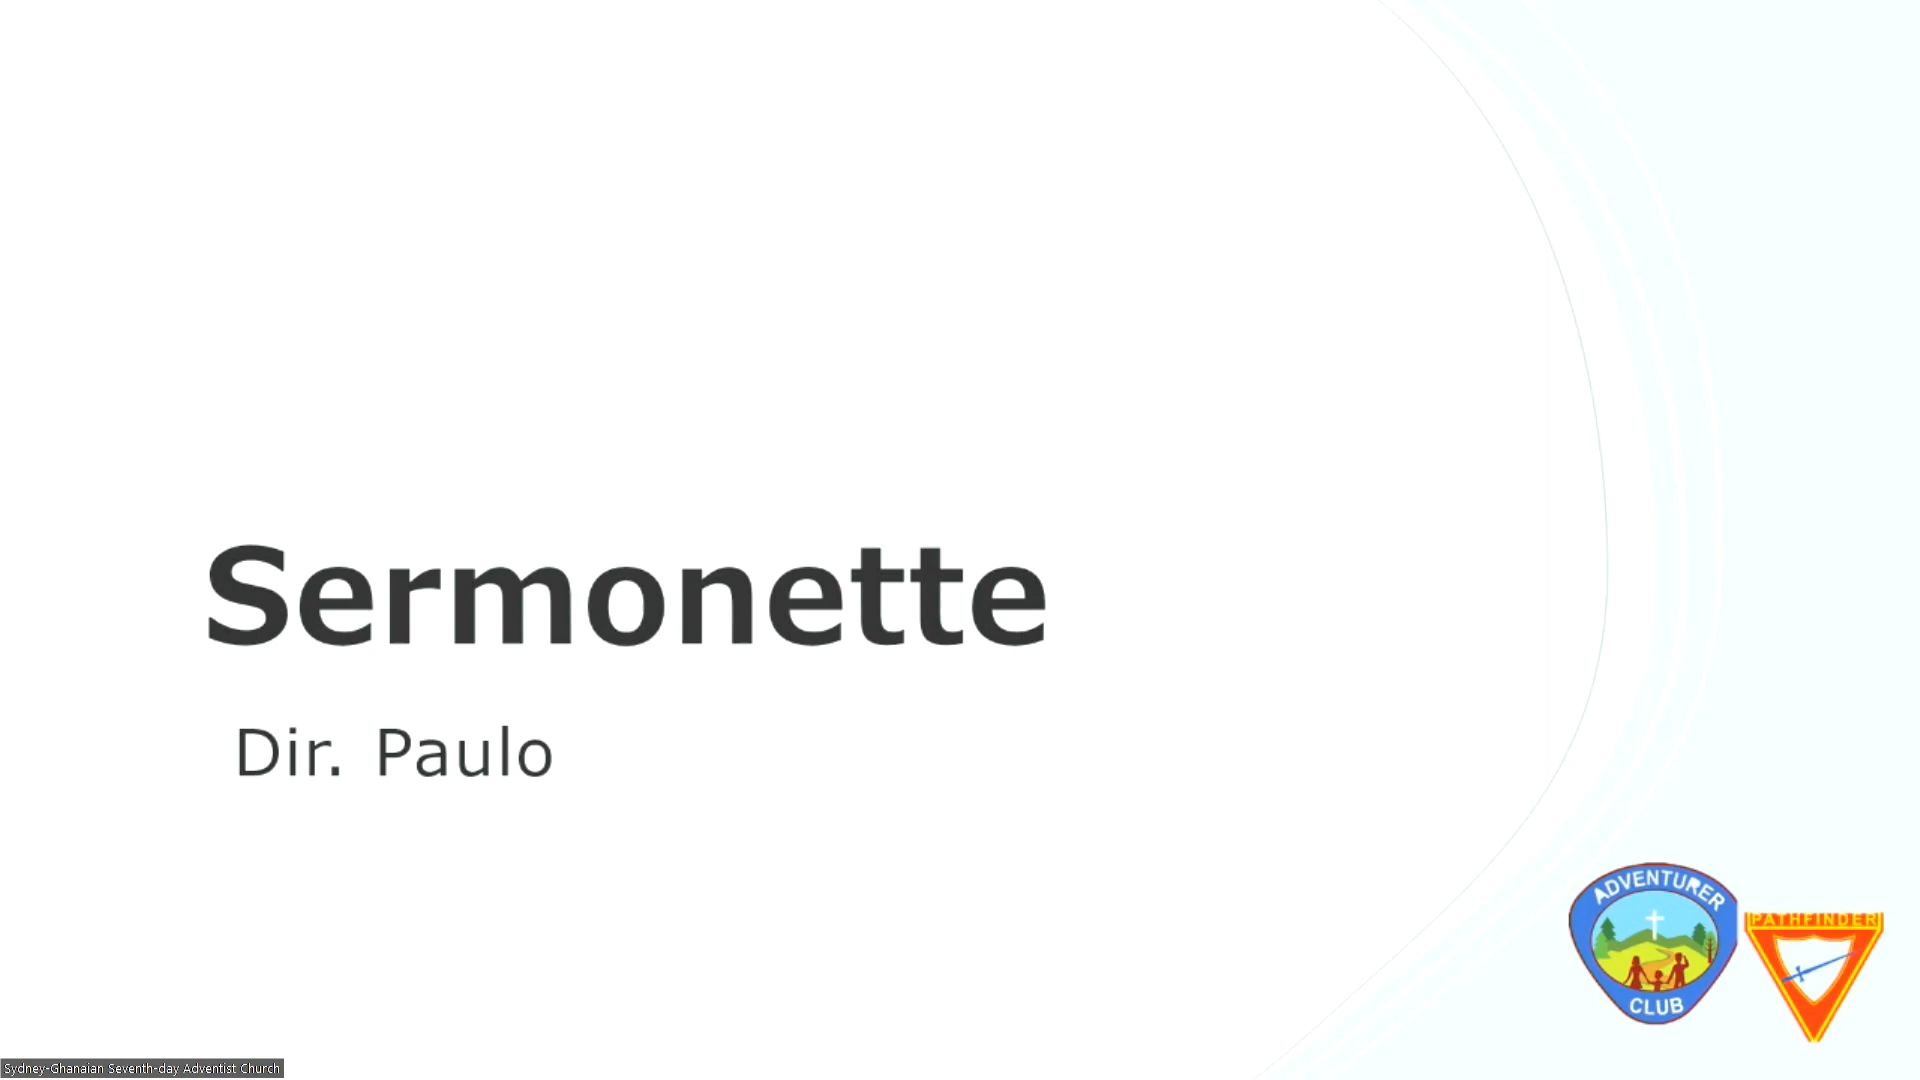 Sermonette
Dir. Paulo
ADVENTURER
CLUB
PATHFINDER
Sydney-Ghanaian Seventh-day Adventist Church